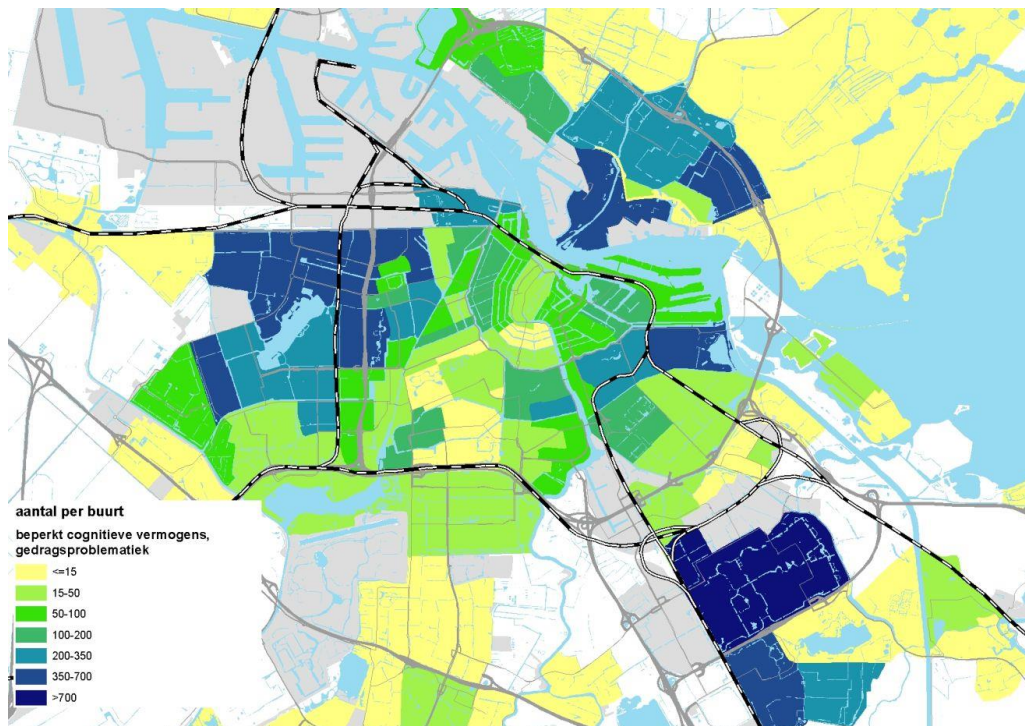 aantal per buurt
beperkt cognitieve vermogens,
gedragsproblematiek
<=15
15-50
50-100
100-200
200-350
350-700
>700